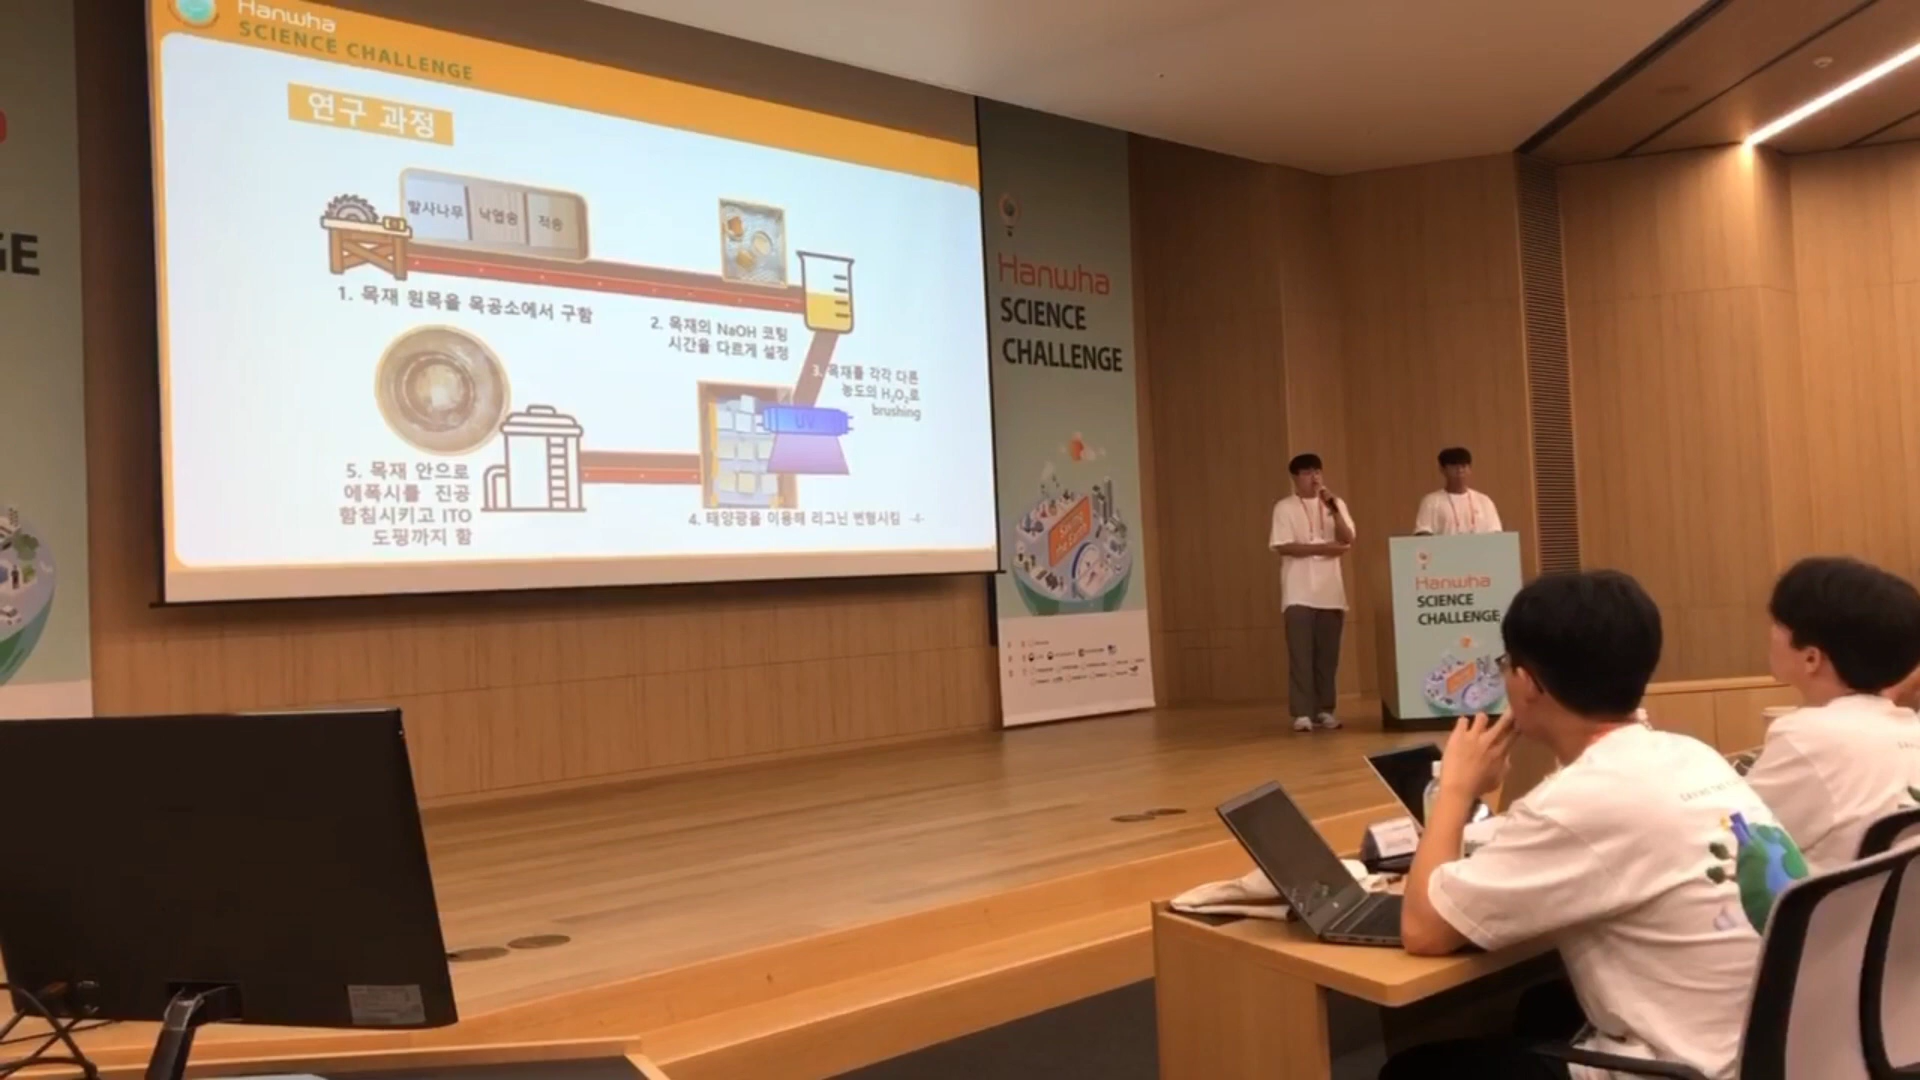 Hanwha
SCIENCE CHALLENGE
연구 과정
발사나무
낙엽송
적송
1. 목재 원목을 목공소에서 구함
2. 목재의 NaOH 코팅
시간을 다르게 설정
3. 목재를 각각 다른
농도의 H₂O₂로
brushing
UV
4. 태양광을 이용해 리그닌 변형시킴
-4-
5. 목재 안으로
에폭시를 진공
함침시키고 ITO
도핑까지 함
GE
Hanwha
SCIENCE
CHALLENGE
Saving
the Earth
Hanwha
SCIENCE
CHALLENGE